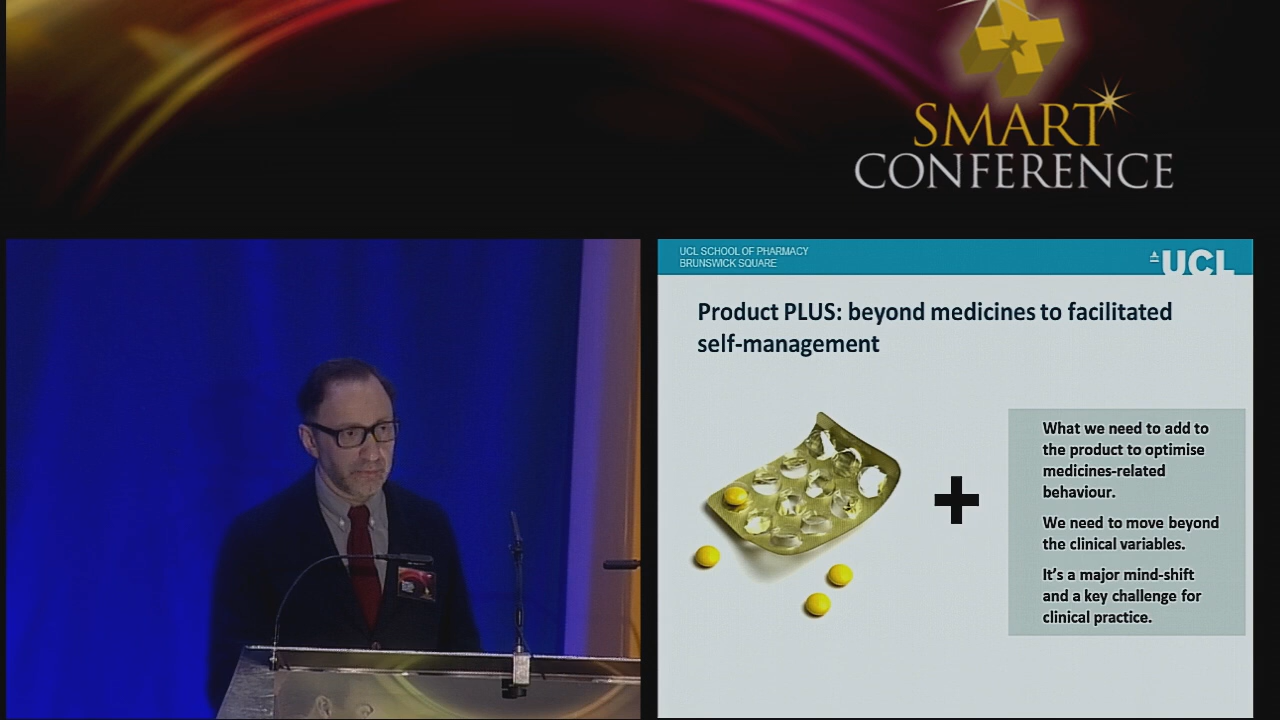 SMART
CONFERENCE
UCL SCHOOL OF PHARMACY
BRUNSWICK SQUARE
UCL
Product PLUS: beyond medicines to facilitated
self-management
What we need to add to
the product to optimise
medicines-related
behaviour.
We need to move beyond
the clinical variables.
It's a major mind-shift
and a key challenge for
clinical practice.